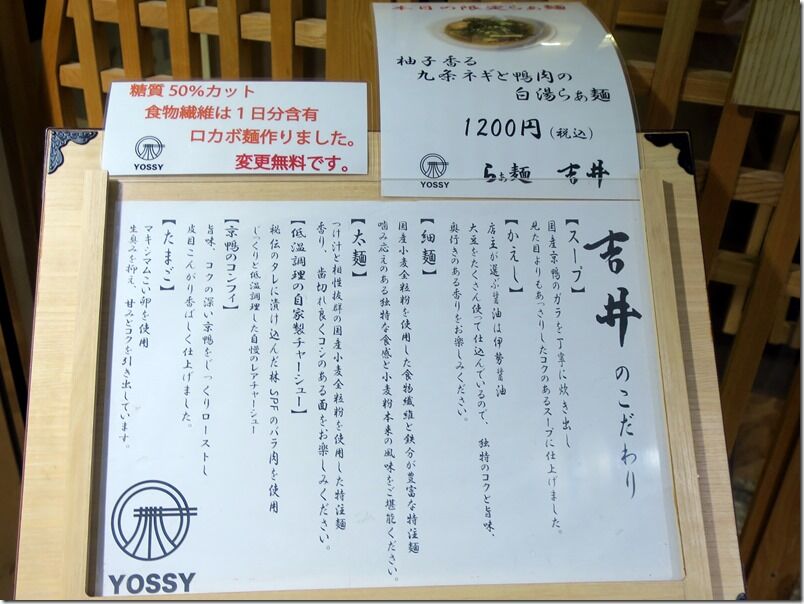 本日の限定らぁ麺
柚子香る
九条ネギと鴨肉の
白湯らぁ麺
1200円(税込)
YOSSY
らぁ麺 吉井
糖質50%カット
食物繊維は1日分含有
ロカボ麺作りました。
変更無料です。
YOSSY
吉井のこだわり
【スープ】
国産京鴨のガラを丁寧に炊き出し
見た目よりもあっさりしたコクのあるスープに仕上げました。
【かえし】
店主が選ぶ醤油は伊勢醤油
大豆をたくさん使って仕込んでいるので、独特のコクと旨味、
奥行きのある香りをお楽しみください。
【細麺】
国産小麦全粒粉を使用した食物繊維と鉄分が豊富な特注麺
噛み応えのある独特な食感と小麦粉本来の風味をご堪能ください。
【太麺】
つけ汁と相性抜群の国産小麦全粒粉を使用した特注麺
香り、歯切れ良くコシのある面をお楽しみください。
【低温調理の自家製チャーシュー】
秘伝のタレに漬け込んだ林SPFのバラ肉を使用
じっくりと低温調理した自慢のレアチャーシュー
【京鴨のコンフィ】
旨味、コクの深い京鴨をじっくりローストし
皮目こんがり香ばしく仕上げました。
【たまご】
マキシマムこい卵を使用
生臭みを抑え、甘みとコクを引き出しています。
YOSSY